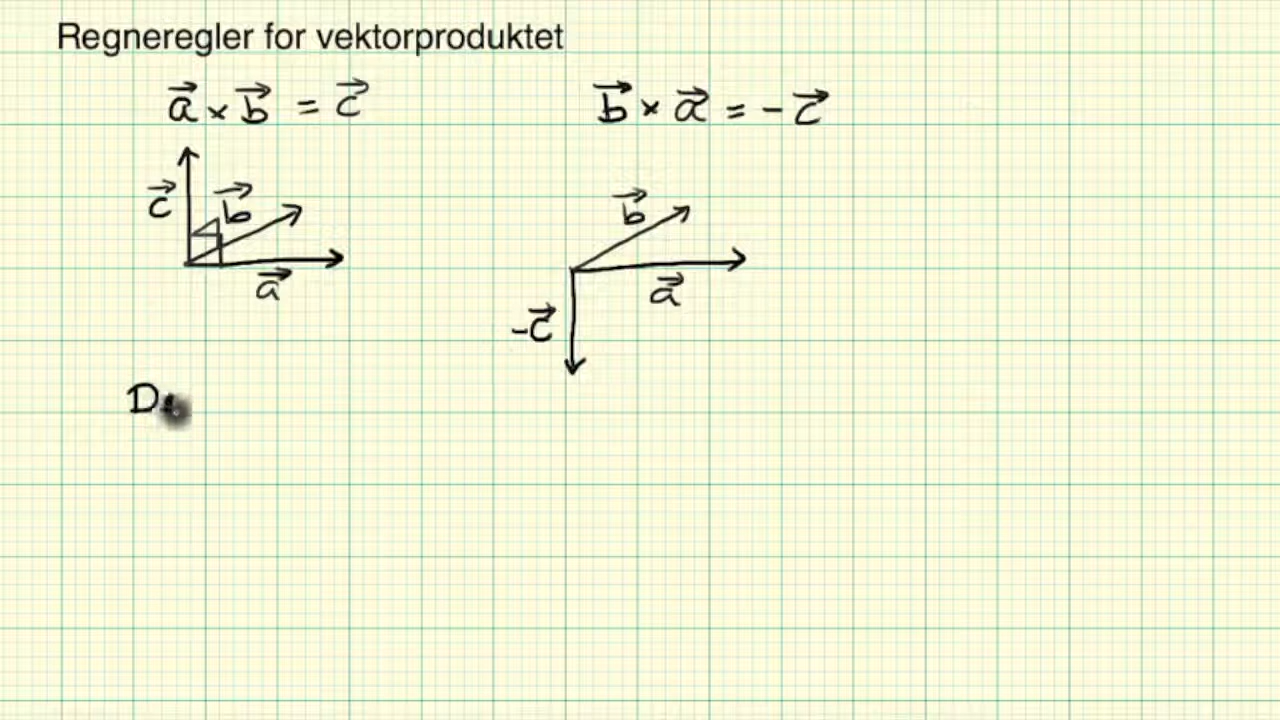 Regneregler for vektorproduktet
a⃗ × b⃗ = c⃗
b⃗ × a⃗ = -c⃗
c⃗
b⃗
a⃗
b⃗
a⃗
-c⃗